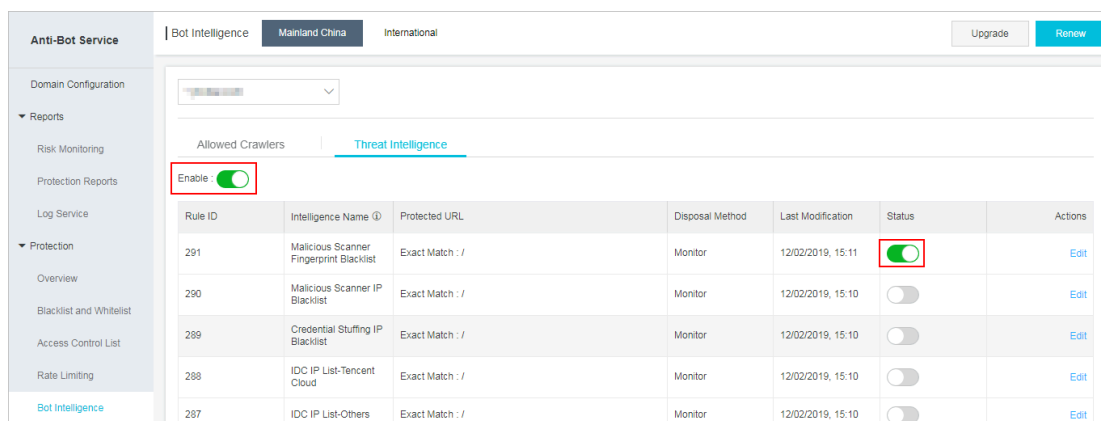 Anti-Bot Service
Bot Intelligence
Mainland China
International
Upgrade
Renew
Domain Configuration
Reports
Risk Monitoring
Protection Reports
Log Service
Protection
Overview
Blacklist and Whitelist
Access Control List
Rate Limiting
Bot Intelligence
Allowed Crawlers
Threat Intelligence
Enable :
Rule ID Intelligence Name Protected URL Disposal Method Last Modification Status Actions
291 Malicious Scanner Fingerprint Blacklist Exact Match : / Monitor 12/02/2019, 15:11 Edit
290 Malicious Scanner IP Blacklist Exact Match : / Monitor 12/02/2019, 15:10 Edit
289 Credential Stuffing IP Blacklist Exact Match : / Monitor 12/02/2019, 15:10 Edit
288 IDC IP List-Tencent Cloud Exact Match : / Monitor 12/02/2019, 15:10 Edit
287 IDC IP List-Others Exact Match : / Monitor 12/02/2019, 15:10 Edit